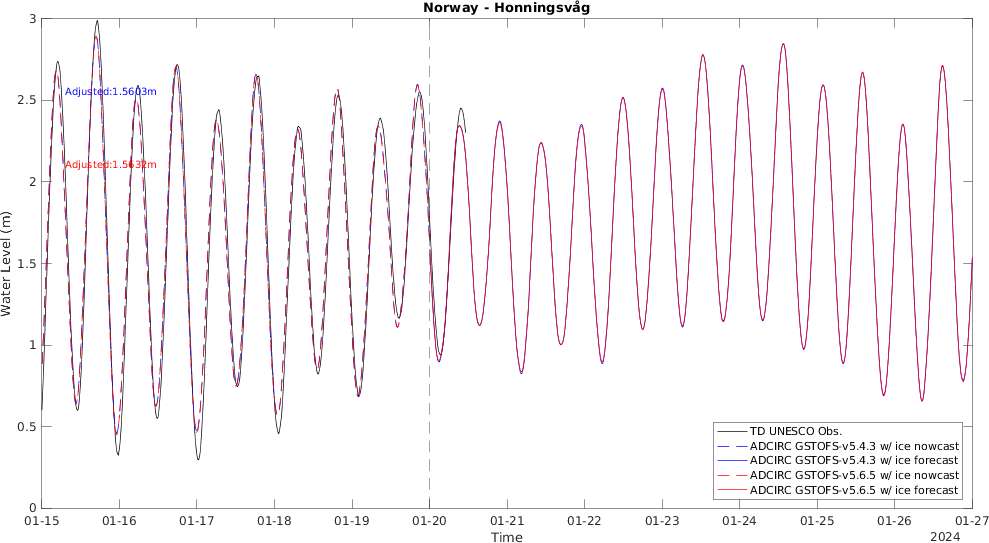 Norway - Honningsvåg
3
2.5
2
1.5
1
0.5
0
Water Level (m)
Adjusted:1.5603m
Adjusted:1.5632m
TD UNESCO Obs.
ADCIRC GSTOFS-v5.4.3 w/ ice nowcast
ADCIRC GSTOFS-v5.4.3 w/ ice forecast
ADCIRC GSTOFS-v5.6.5 w/ ice nowcast
ADCIRC GSTOFS-v5.6.5 w/ ice forecast
01-15 01-16 01-17 01-18 01-19 01-20 01-21 01-22 01-23 01-24 01-25 01-26 01-27
Time
2024